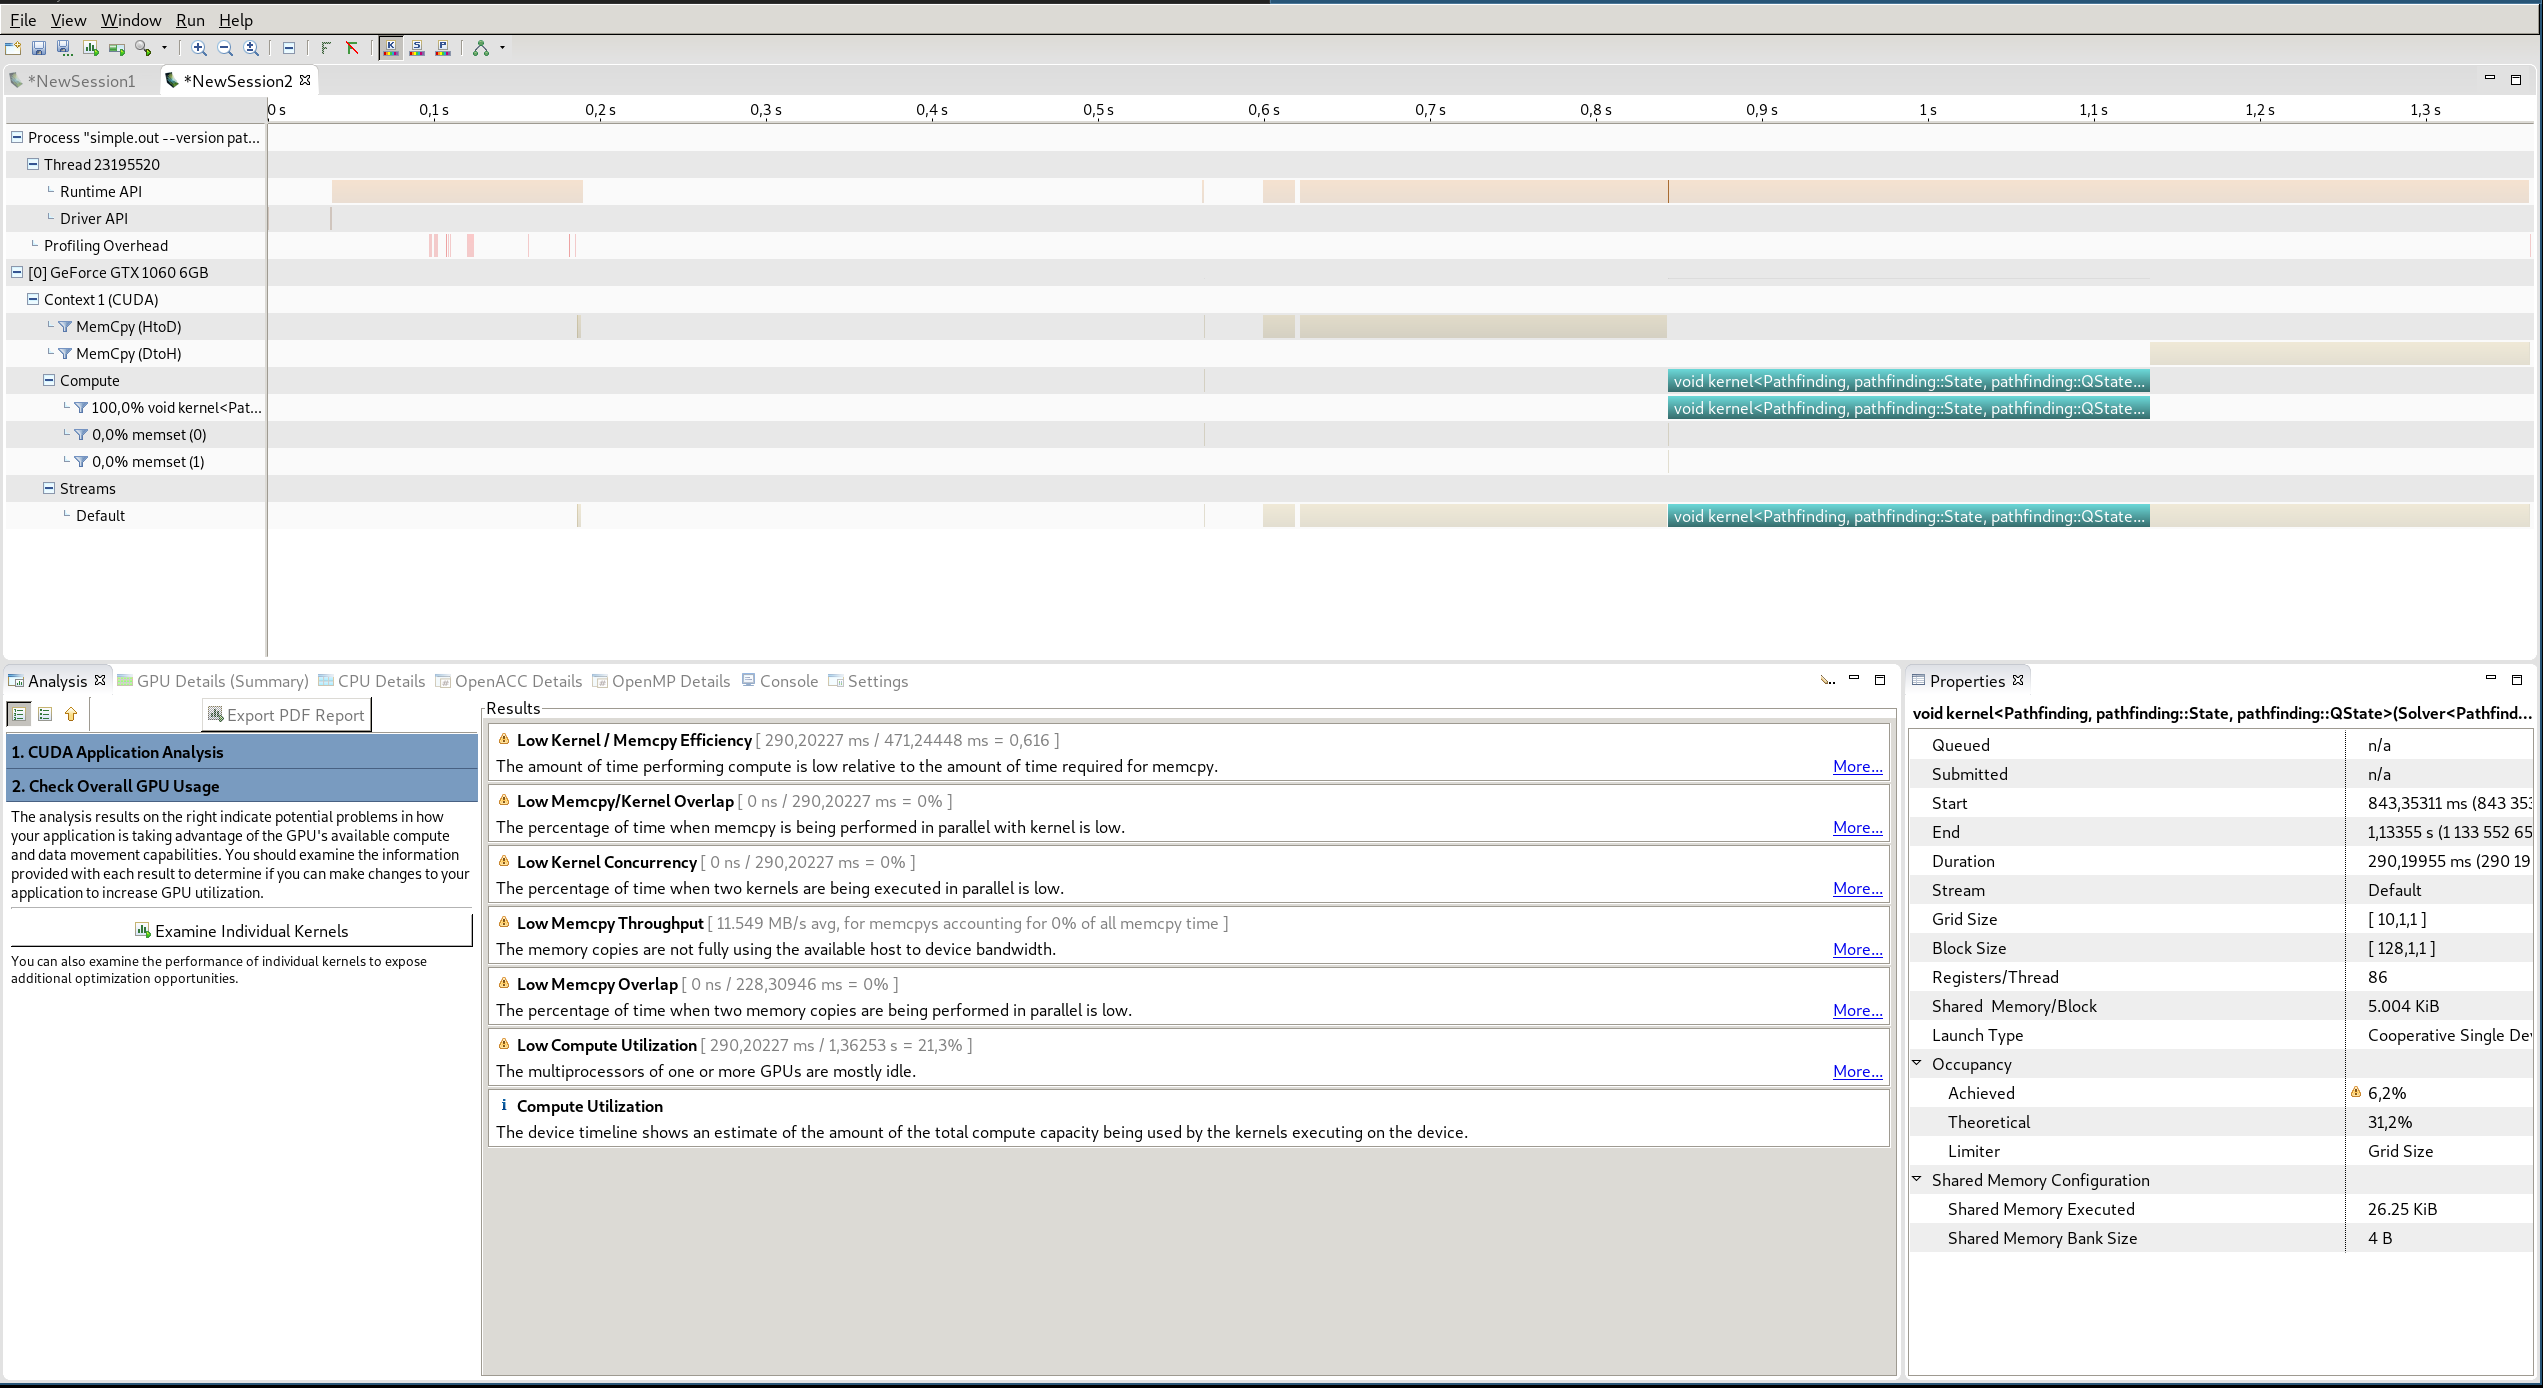 File View Window Run Help
*NewSession1 *NewSession2
0 s 0,1 s 0,2 s 0,3 s 0,4 s 0,5 s 0,6 s 0,7 s 0,8 s 0,9 s 1 s 1,1 s 1,2 s 1,3 s
Process "simple.out --version pat...
Thread 23195520
Runtime API
Driver API
Profiling Overhead
[0] GeForce GTX 1060 6GB
Context 1 (CUDA)
MemCpy (HtoD)
MemCpy (DtoH)
Compute void kernel<Pathfinding, pathfinding::State, pathfinding::QState...
100,0% void kernel<Pat... void kernel<Pathfinding, pathfinding::State, pathfinding::QState...
0,0% memset (0)
0,0% memset (1)
Streams
Default void kernel<Pathfinding, pathfinding::State, pathfinding::QState...
Analysis GPU Details (Summary) CPU Details OpenACC Details OpenMP Details Console Settings
Export PDF Report
1. CUDA Application Analysis
2. Check Overall GPU Usage
The analysis results on the right indicate potential problems in how
your application is taking advantage of the GPU's available compute
and data movement capabilities. You should examine the information
provided with each result to determine if you can make changes to your
application to increase GPU utilization.
Examine Individual Kernels
You can also examine the performance of individual kernels to expose
additional optimization opportunities.
Results
Low Kernel / Memcpy Efficiency [ 290,20227 ms / 471,24448 ms = 0,616 ]
The amount of time performing compute is low relative to the amount of time required for memcpy. More...
Low Memcpy/Kernel Overlap [ 0 ns / 290,20227 ms = 0% ]
The percentage of time when memcpy is being performed in parallel with kernel is low. More...
Low Kernel Concurrency [ 0 ns / 290,20227 ms = 0% ]
The percentage of time when two kernels are being executed in parallel is low. More...
Low Memcpy Throughput [ 11.549 MB/s avg, for memcpys accounting for 0% of all memcpy time ]
The memory copies are not fully using the available host to device bandwidth. More...
Low Memcpy Overlap [ 0 ns / 228,30946 ms = 0% ]
The percentage of time when two memory copies are being performed in parallel is low. More...
Low Compute Utilization [ 290,20227 ms / 1,36253 s = 21,3% ]
The multiprocessors of one or more GPUs are mostly idle. More...
Compute Utilization
The device timeline shows an estimate of the amount of the total compute capacity being used by the kernels executing on the device.
Properties
void kernel<Pathfinding, pathfinding::State, pathfinding::QState>(Solver<Pathfind...
Queued n/a
Submitted n/a
Start 843,35311 ms (843 353
End 1,13355 s (1 133 552 65
Duration 290,19955 ms (290 19
Stream Default
Grid Size [ 10,1,1 ]
Block Size [ 128,1,1 ]
Registers/Thread 86
Shared Memory/Block 5.004 KiB
Launch Type Cooperative Single De
Occupancy
Achieved 6,2%
Theoretical 31,2%
Limiter Grid Size
Shared Memory Configuration
Shared Memory Executed 26.25 KiB
Shared Memory Bank Size 4 B